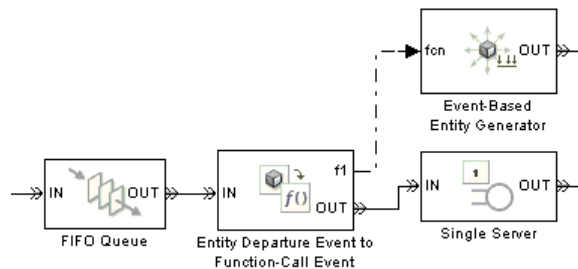 fcn OUT
Event-Based
Entity Generator
f1
IN OUT
FIFO Queue
IN f() OUT
Entity Departure Event to
Function-Call Event
IN 1 OUT
Single Server